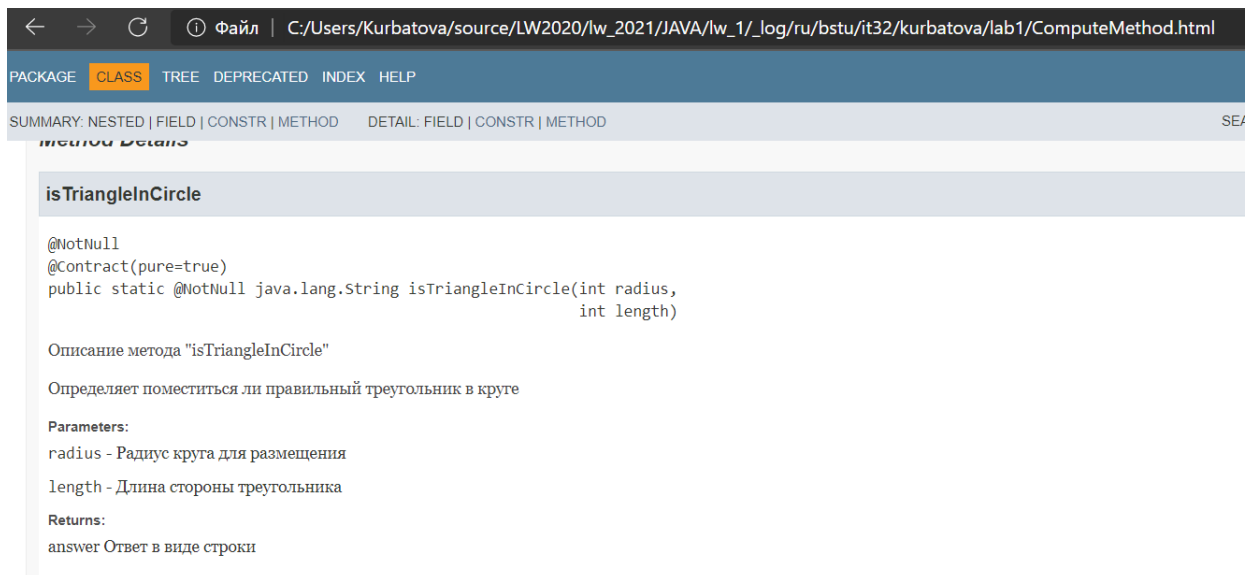 Файл | C:/Users/Kurbatova/source/LW2020/lw_2021/JAVA/lw_1/_log/ru/bstu/it32/kurbatova/lab1/ComputeMethod.html
PACKAGE CLASS TREE DEPRECATED INDEX HELP
SUMMARY: NESTED | FIELD | CONSTR | METHOD DETAIL: FIELD | CONSTR | METHOD SEA
Method Details
isTriangleInCircle
@NotNull
@Contract(pure=true)
public static @NotNull java.lang.String isTriangleInCircle(int radius,
int length)
Описание метода "isTriangleInCircle"
Определяет поместиться ли правильный треугольник в круге
Parameters:
radius - Радиус круга для размещения
length - Длина стороны треугольника
Returns:
answer Ответ в виде строки